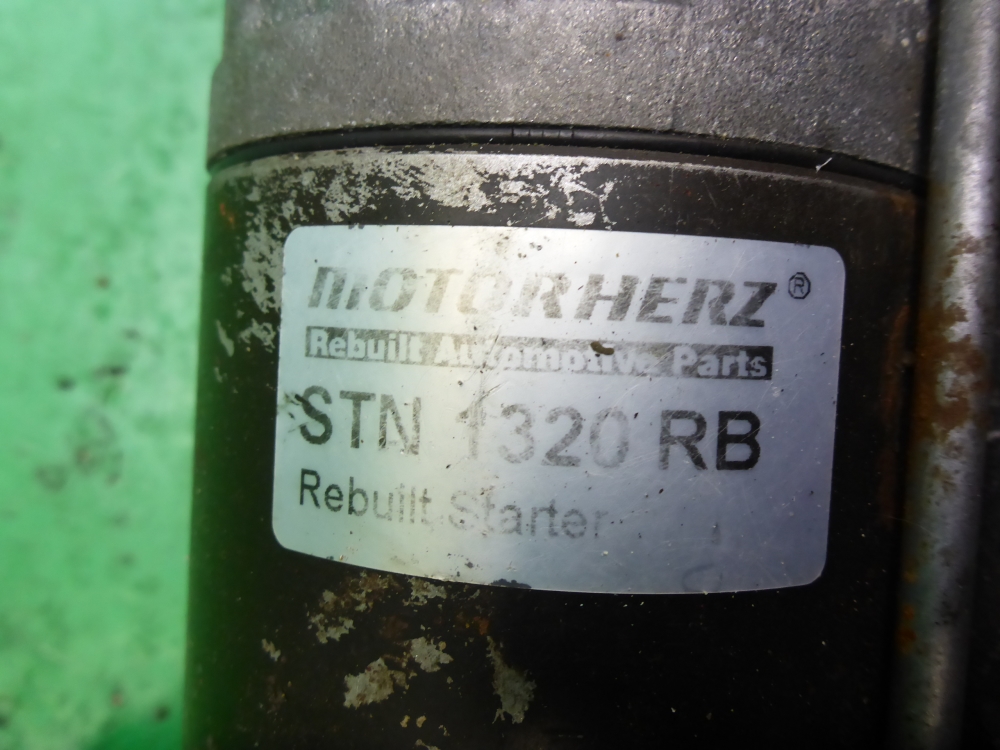 MOTORHERZ®
Rebuilt Automotive Parts
STN 1320 RB
Rebuilt Starter